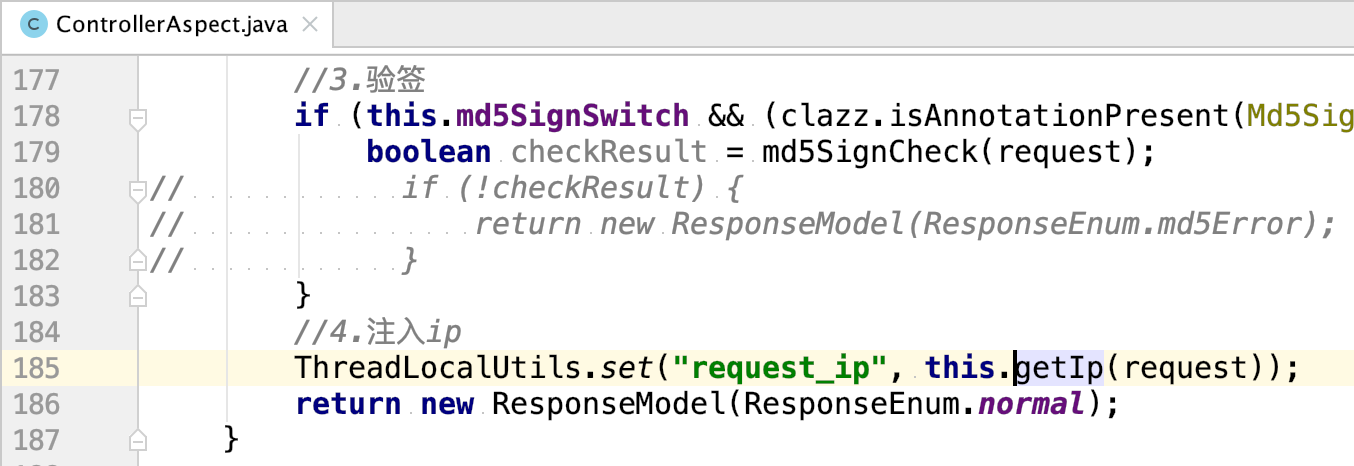 ControllerAspect.java
177 //3.验签
178 if (this.md5SignSwitch && (clazz.isAnnotationPresent(Md5Sig
179 boolean checkResult = md5SignCheck(request);
180 // if (!checkResult) {
181 // return new ResponseModel(ResponseEnum.md5Error);
182 // }
183 }
184 //4.注入ip
185 ThreadLocalUtils.set("request_ip", this.getIp(request));
186 return new ResponseModel(ResponseEnum.normal);
187 }